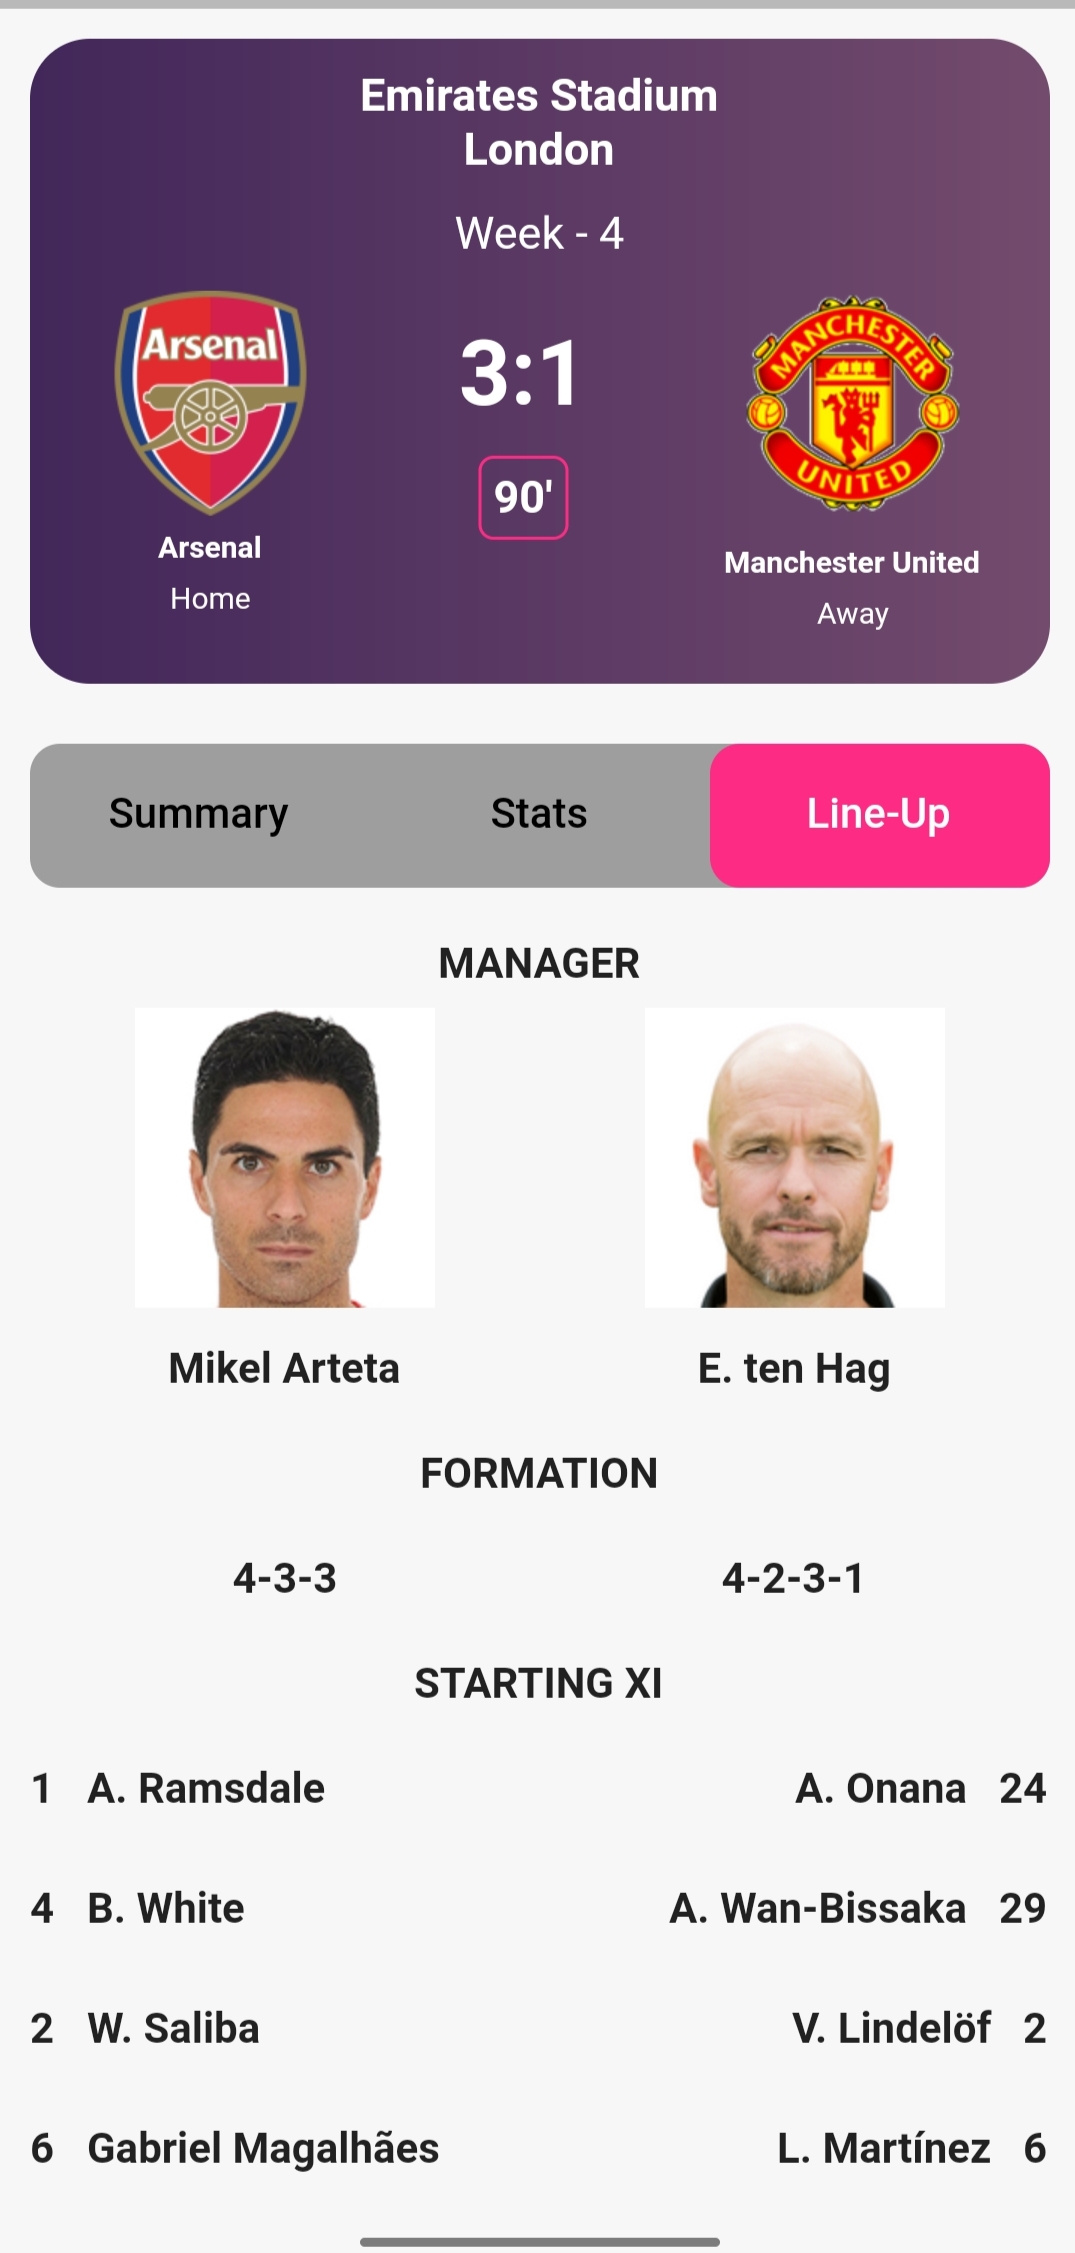 Emirates Stadium
London
Week - 4
Arsenal
3:1
MANCHESTER
UNITED
90'
Arsenal
Home
Manchester United
Away
Summary Stats Line-Up
MANAGER
Mikel Arteta E. ten Hag
FORMATION
4-3-3 4-2-3-1
STARTING XI
1 A. Ramsdale A. Onana 24
4 B. White A. Wan-Bissaka 29
2 W. Saliba V. Lindelöf 2
6 Gabriel Magalhães L. Martínez 6